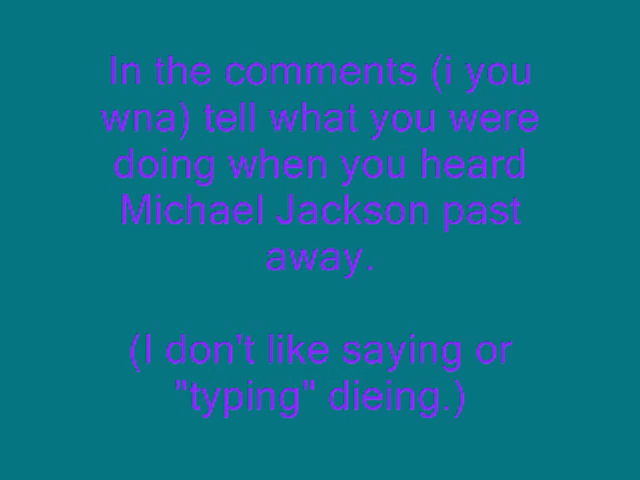 In the comments (i you
wna) tell what you were
doing when you heard
Michael Jackson past
away.
(I don't like saying or
"typing" dieing.)